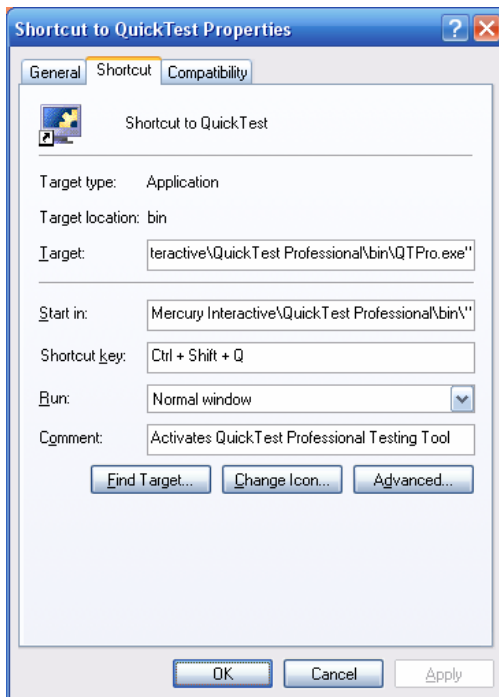 Shortcut to QuickTest Properties
General Shortcut Compatibility
Shortcut to QuickTest
Target type: Application
Target location: bin
Target: teractive\QuickTest Professional\bin\QTPro.exe"
Start in: Mercury Interactive\QuickTest Professional\bin\"
Shortcut key: Ctrl + Shift + Q
Run: Normal window
Comment: Activates QuickTest Professional Testing Tool
Find Target... Change Icon... Advanced...
OK Cancel Apply